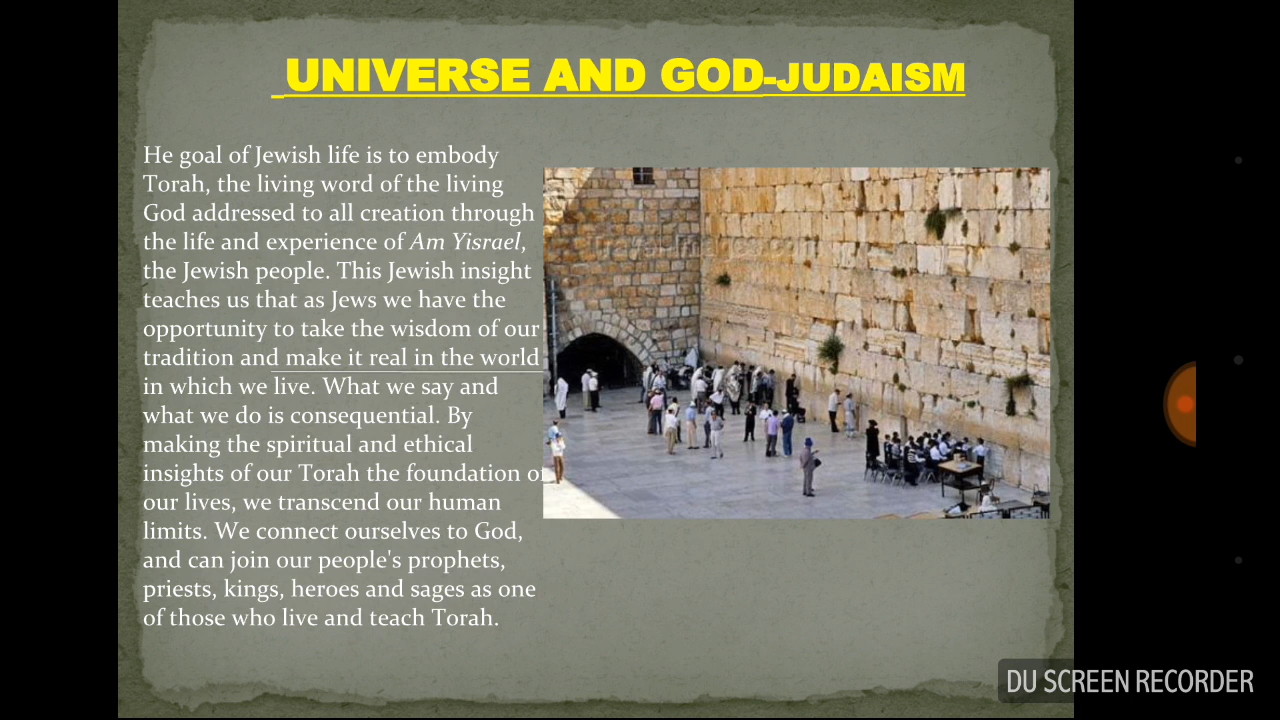 UNIVERSE AND GOD-JUDAISM
He goal of Jewish life is to embody
Torah, the living word of the living
God addressed to all creation through
the life and experience of Am Yisrael,
the Jewish people. This Jewish insight
teaches us that as Jews we have the
opportunity to take the wisdom of our
tradition and make it real in the world
in which we live. What we say and
what we do is consequential. By
making the spiritual and ethical
insights of our Torah the foundation of
our lives, we transcend our human
limits. We connect ourselves to God,
and can join our people's prophets,
priests, kings, heroes and sages as one
of those who live and teach Torah.
DU SCREEN RECORDER